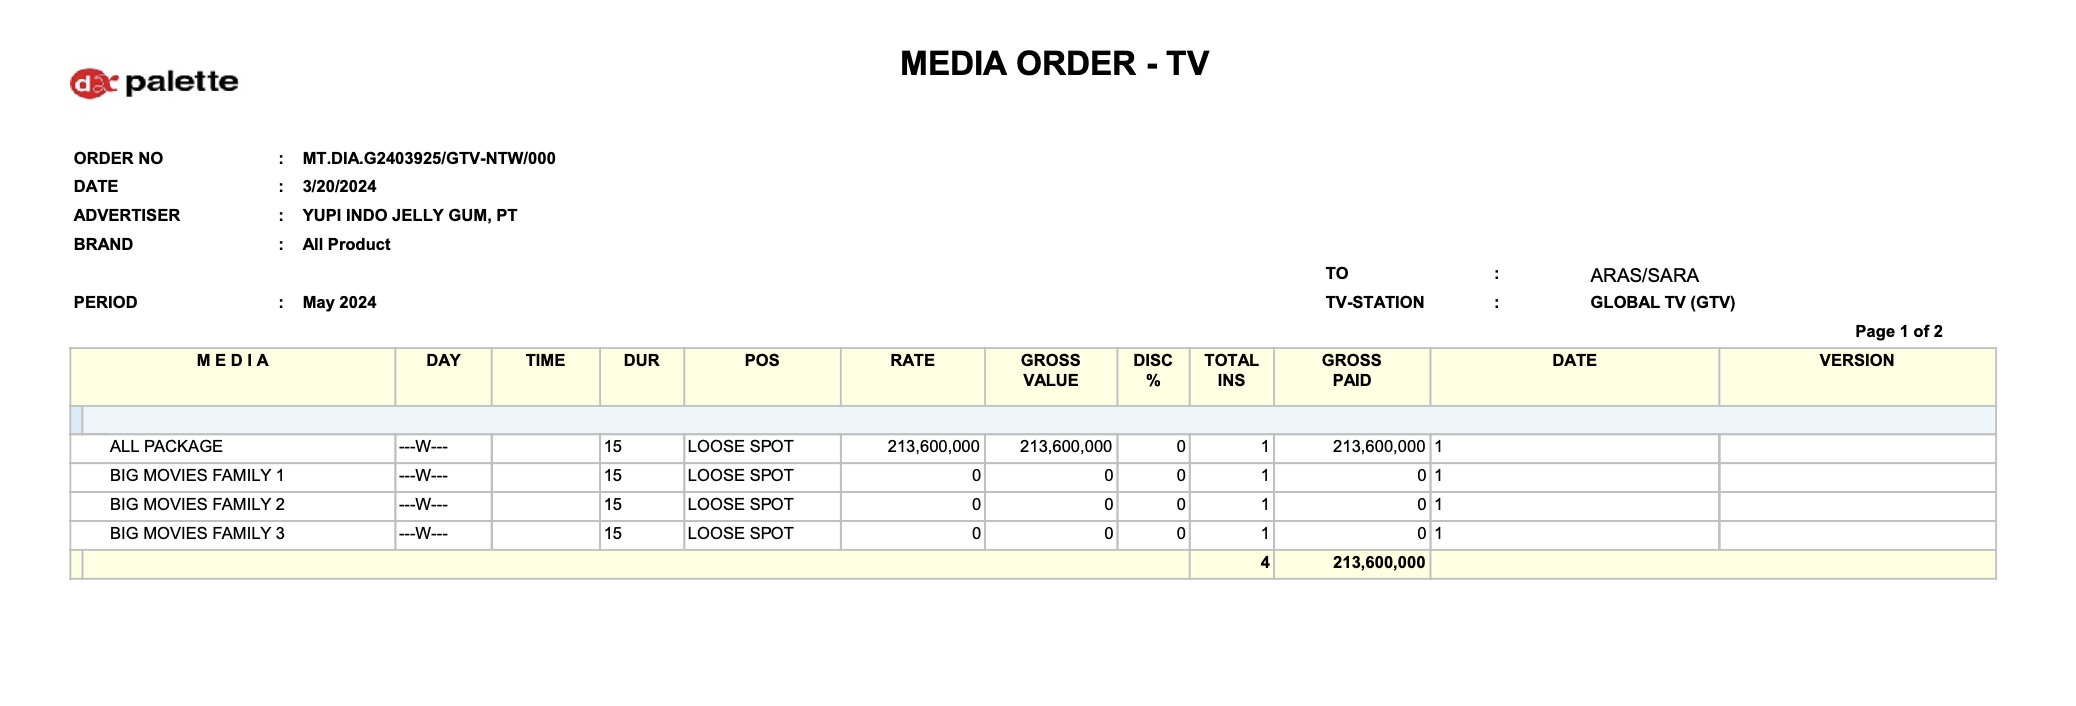 MEDIA ORDER - TV
dac palette
ORDER NO : MT.DIA.G2403925/GTV-NTW/000
DATE : 3/20/2024
ADVERTISER : YUPI INDO JELLY GUM, PT
BRAND : All Product
TO : ARAS/SARA
PERIOD : May 2024 TV-STATION : GLOBAL TV (GTV)
Page 1 of 2
M E D I A DAY TIME DUR POS RATE GROSS VALUE DISC % TOTAL INS GROSS PAID DATE VERSION
ALL PACKAGE ---W--- 15 LOOSE SPOT 213,600,000 213,600,000 0 1 213,600,000 1
BIG MOVIES FAMILY 1 ---W--- 15 LOOSE SPOT 0 0 0 1 0 1
BIG MOVIES FAMILY 2 ---W--- 15 LOOSE SPOT 0 0 0 1 0 1
BIG MOVIES FAMILY 3 ---W--- 15 LOOSE SPOT 0 0 0 1 0 1
4 213,600,000